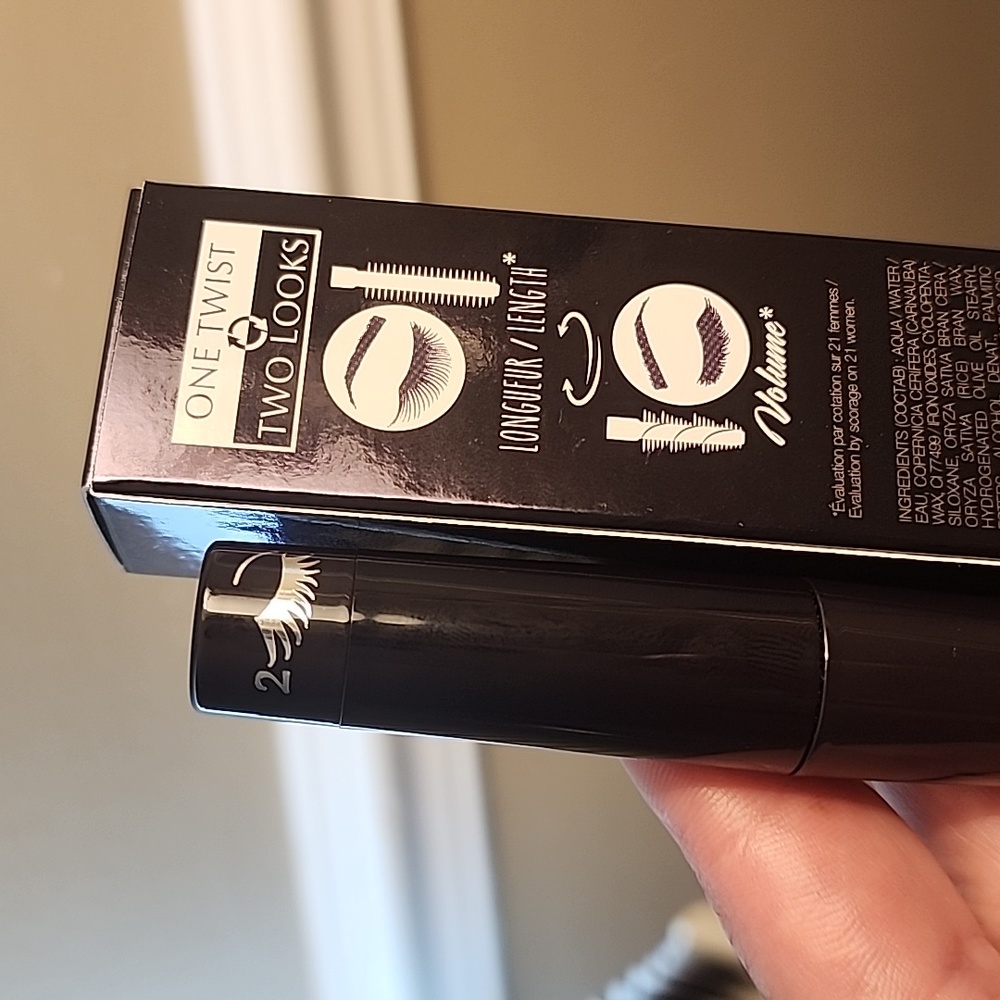 ONE TWIST
TWO LOOKS
LONGUEUR / LENGTH*
Volume*
*Évaluation par cotation sur 21 femmes /
Evaluation by scorage on 21 women.
INGREDIENTS (COCTAB): AQUA / WATER /
EAU, COPERNICIA CERIFERA (CARNAUBA)
WAX, CI 77499 / IRON OXIDES, CYCLOPENTA-
SILOXANE, ORYZA SATIVA BRAN CERA /
ORYZA SATIVA (RICE) BRAN WAX,
HYDROGENATED OLIVE OIL STEARYL
DENAT., PALMITIC
2